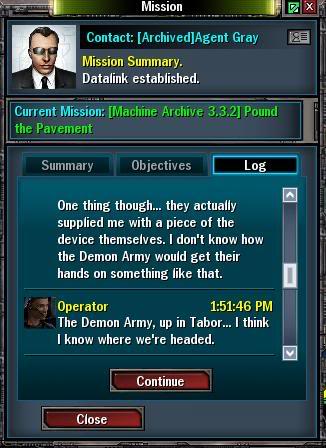 Mission
Contact: [Archived]Agent Gray
Mission Summary.
Datalink established.
Current Mission: [Machine Archive 3.3.2] Pound
the Pavement
Summary
Objectives
Log
One thing though... they actually
supplied me with a piece of the
device themselves. I don't know how
the Demon Army would get their
hands on something like that.
Operator 1:51:46 PM
The Demon Army, up in Tabor... I think
I know where we're headed.
Continue
Close